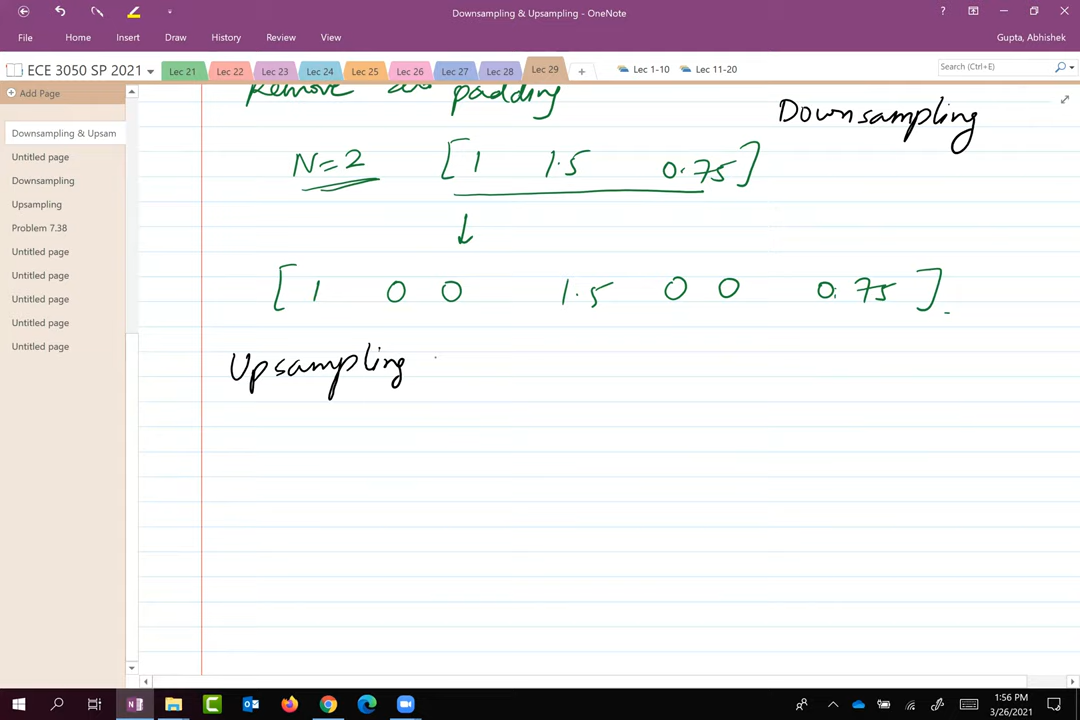 Downsampling & Upsampling - OneNote
Gupta, Abhishek
File Home Insert Draw History Review View
ECE 3050 SP 2021
Lec 21 Lec 22 Lec 23 Lec 24 Lec 25 Lec 26 Lec 27 Lec 28 Lec 29 Lec 1-10 Lec 11-20
Search (Ctrl+E)
Add Page
Downsampling & Upsam
Untitled page
Downsampling
Upsampling
Problem 7.38
Untitled page
Untitled page
Untitled page
Untitled page
Untitled page
Remove padding
Downsampling
N=2 [1 1.5 0.75]
↓
[1 0 0 1.5 0 0 0.75]
Upsampling
1:56 PM
3/26/2021